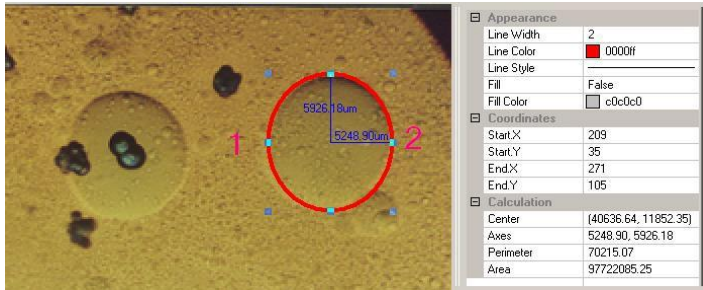 5926.18um
5248.90um
1
2
Appearance
Line Width 2
Line Color 0000ff
Line Style
Fill False
Fill Color c0c0c0
Coordinates
Start.X 209
Start.Y 35
End.X 271
End.Y 105
Calculation
Center (40636.64, 11852.35)
Axes 5248.90, 5926.18
Perimeter 70215.07
Area 97722085.25